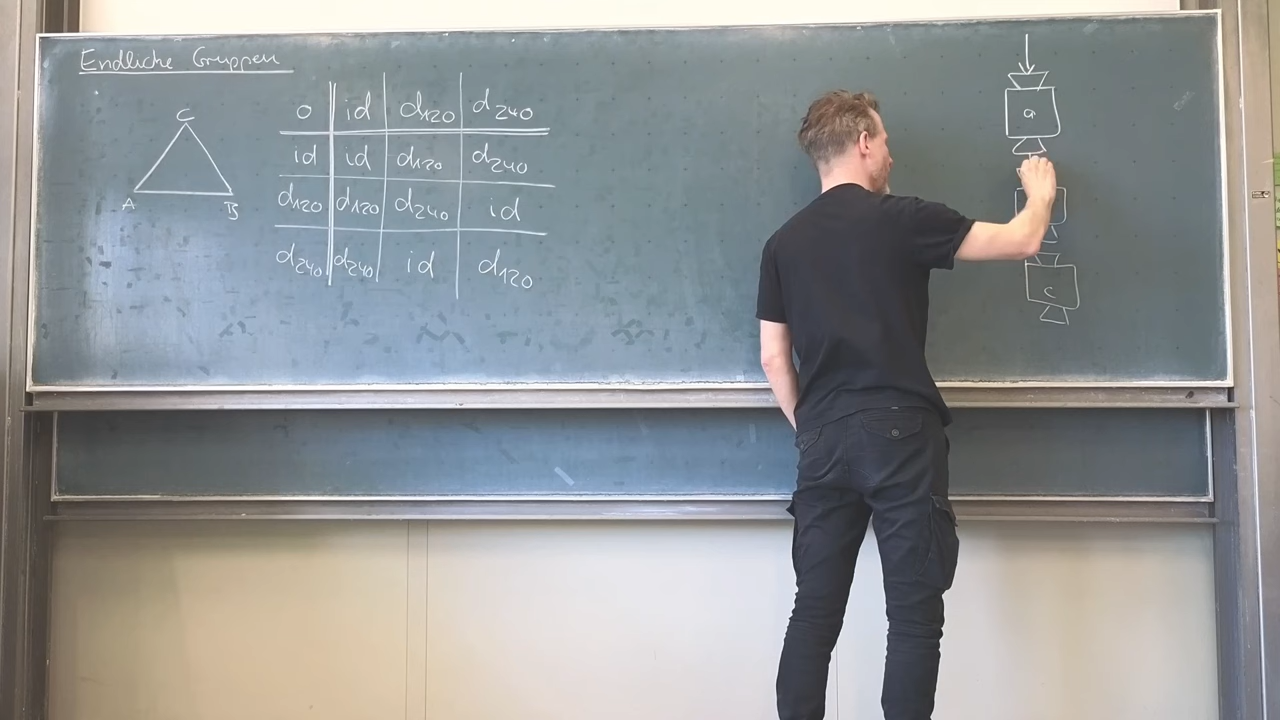 Endliche Gruppen
C
A B
o id d120 d240
id id d120 d240
d120 d120 d240 id
d240 d240 id d120
a
c